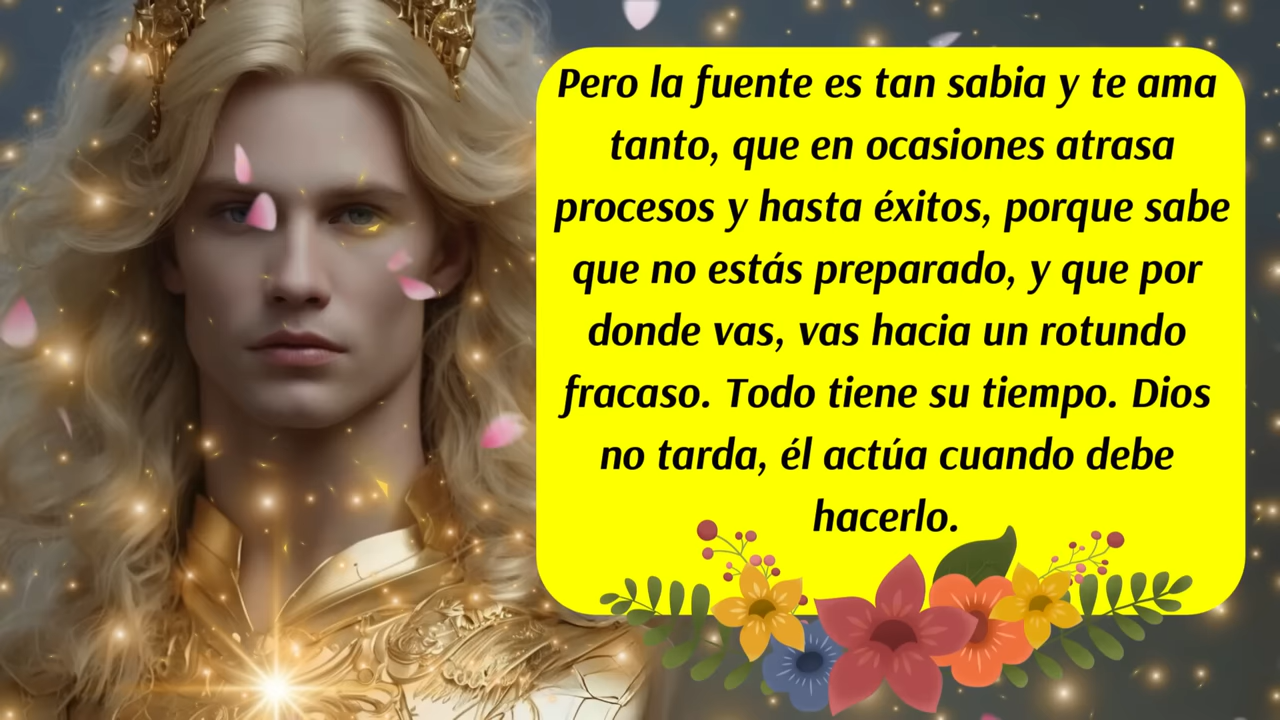 Pero la fuente es tan sabia y te ama
tanto, que en ocasiones atrasa
procesos y hasta éxitos, porque sabe
que no estás preparado, y que por
donde vas, vas hacia un rotundo
fracaso. Todo tiene su tiempo. Dios
no tarda, él actúa cuando debe
hacerlo.